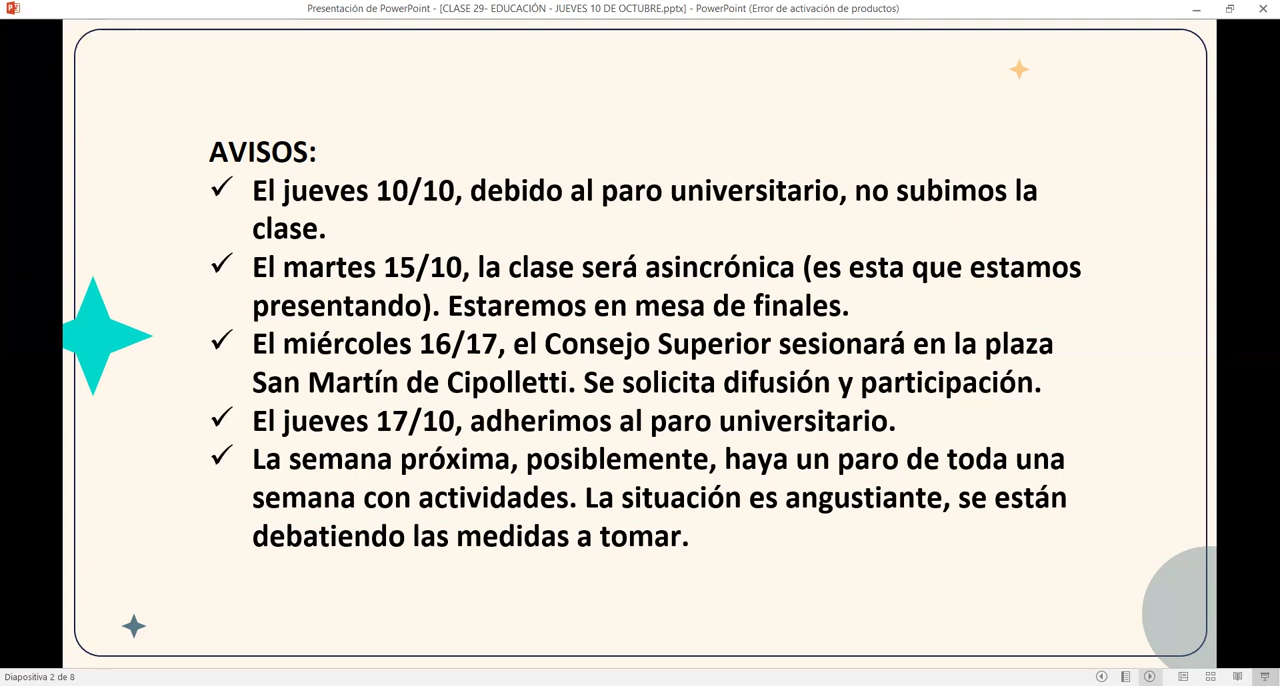 Presentación de PowerPoint - [CLASE 29- EDUCACIÓN - JUEVES 10 DE OCTUBRE.pptx] - PowerPoint (Error de activación de productos)
AVISOS:
✓ El jueves 10/10, debido al paro universitario, no subimos la
clase.
✓ El martes 15/10, la clase será asincrónica (es esta que estamos
presentando). Estaremos en mesa de finales.
✓ El miércoles 16/17, el Consejo Superior sesionará en la plaza
San Martín de Cipolletti. Se solicita difusión y participación.
✓ El jueves 17/10, adherimos al paro universitario.
✓ La semana próxima, posiblemente, haya un paro de toda una
semana con actividades. La situación es angustiante, se están
debatiendo las medidas a tomar.
Diapositiva 2 de 8